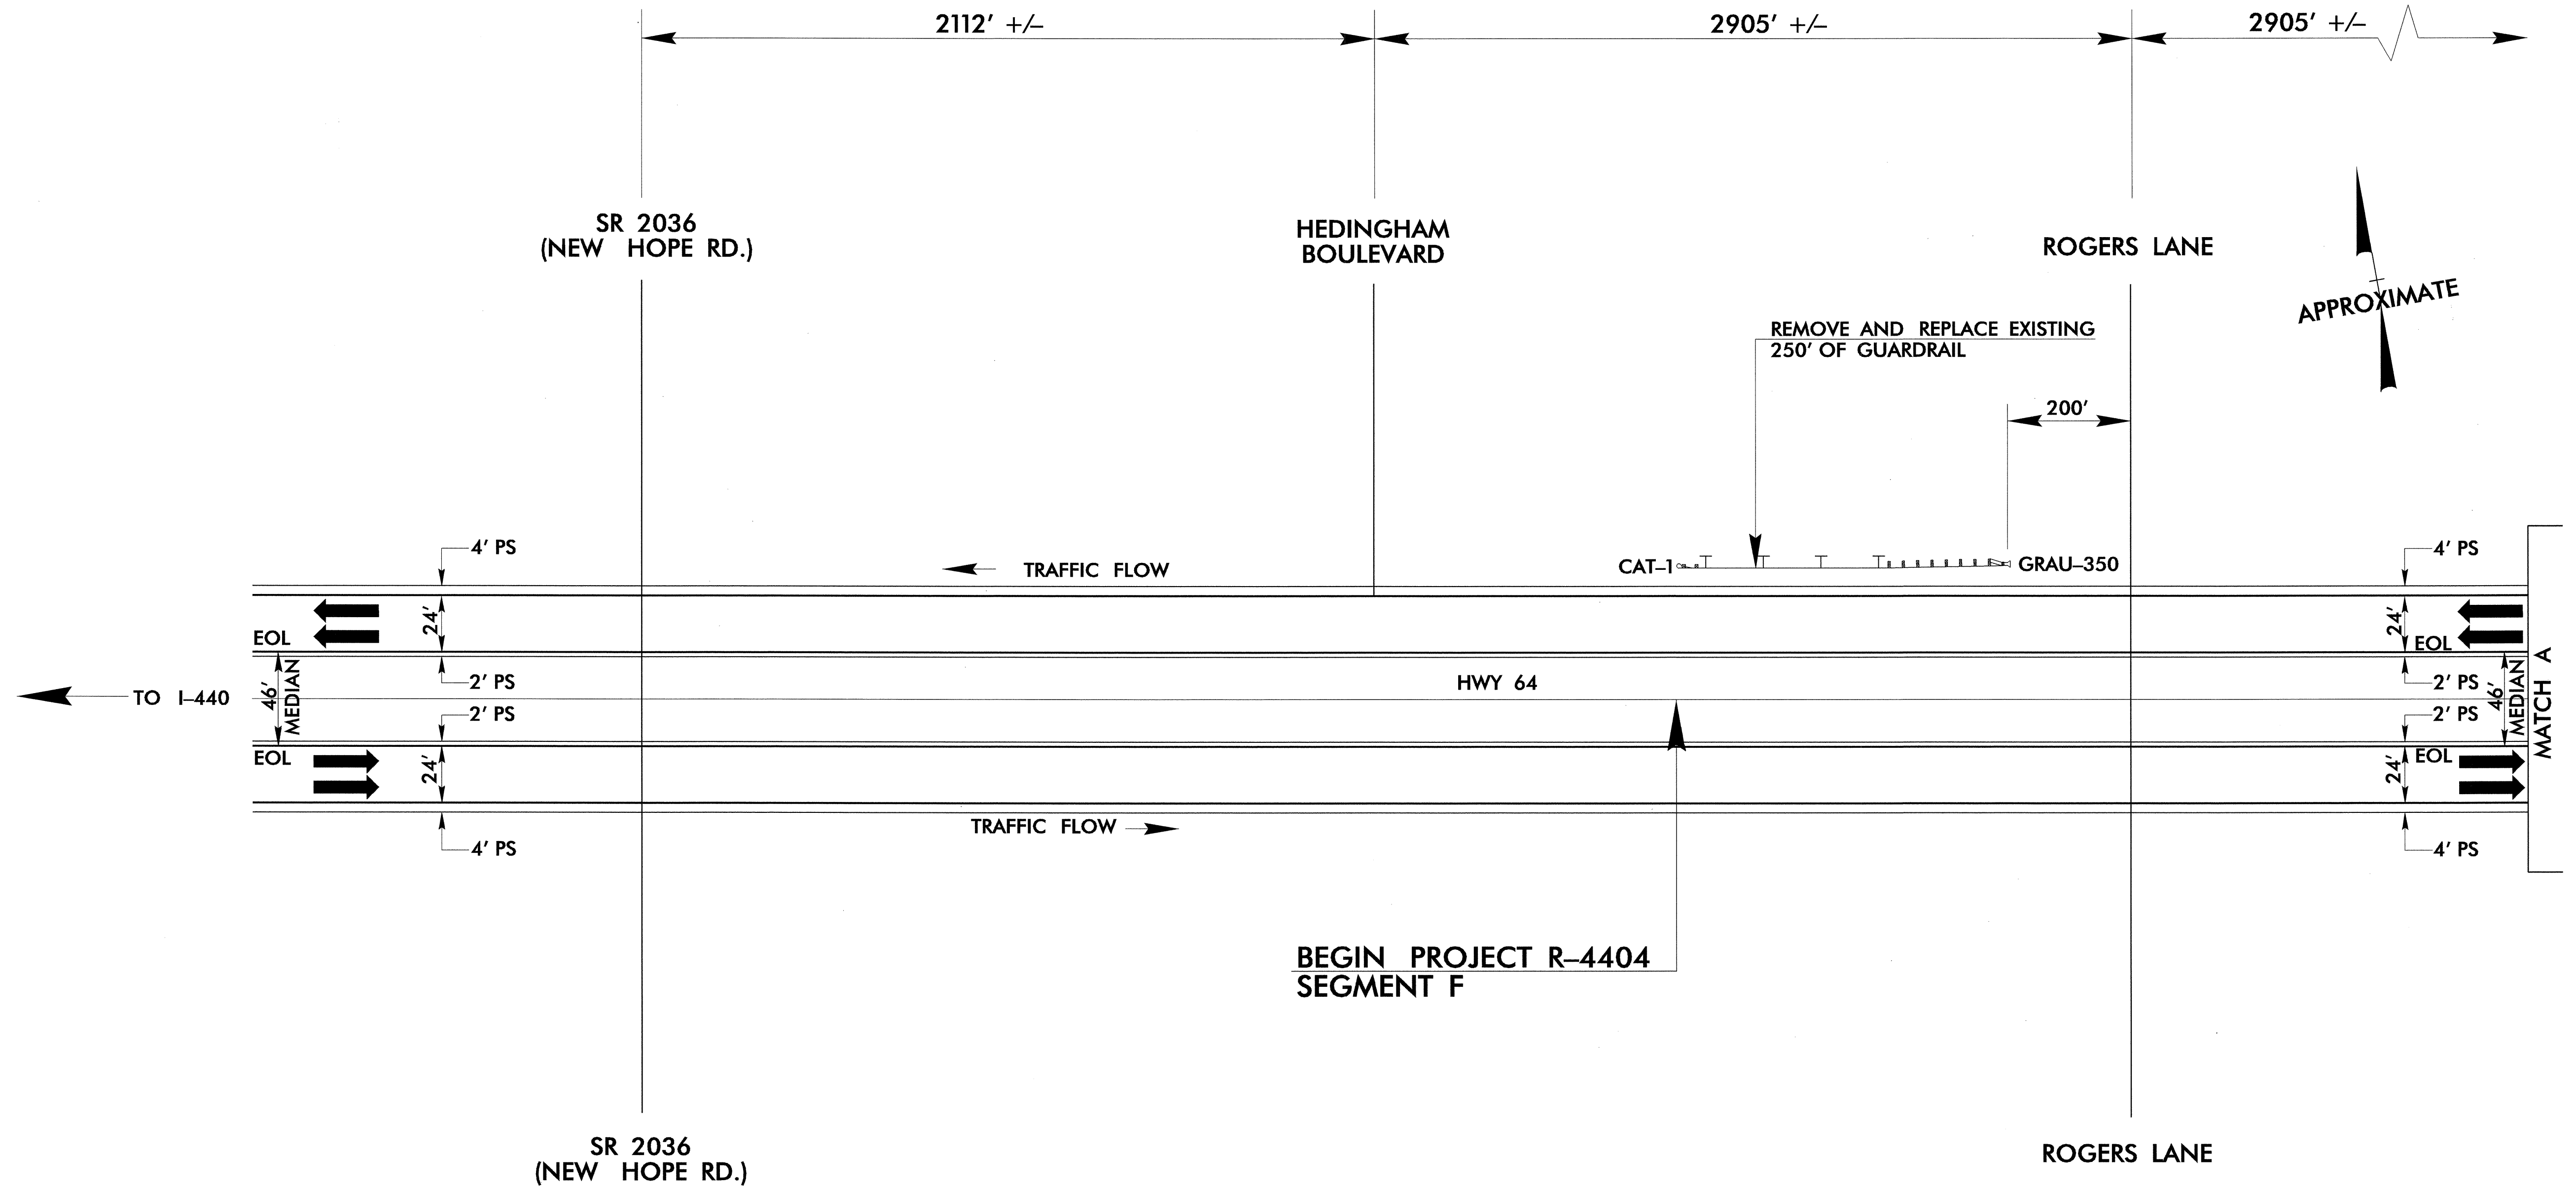 2112' +/–
2905' +/–
2905' +/–
SR 2036
(NEW HOPE RD.)
HEDINGHAM
BOULEVARD
ROGERS LANE
APPROXIMATE
REMOVE AND REPLACE EXISTING
250' OF GUARDRAIL
200'
4' PS
TRAFFIC FLOW
CAT–1
GRAU–350
4' PS
24'
EOL
24'
EOL
TO I–440
46'
MEDIAN
2' PS
2' PS
HWY 64
2' PS
2' PS
46'
MEDIAN
MATCH A
EOL
24'
24'
EOL
4' PS
TRAFFIC FLOW
4' PS
BEGIN PROJECT R–4404
SEGMENT F
SR 2036
(NEW HOPE RD.)
ROGERS LANE